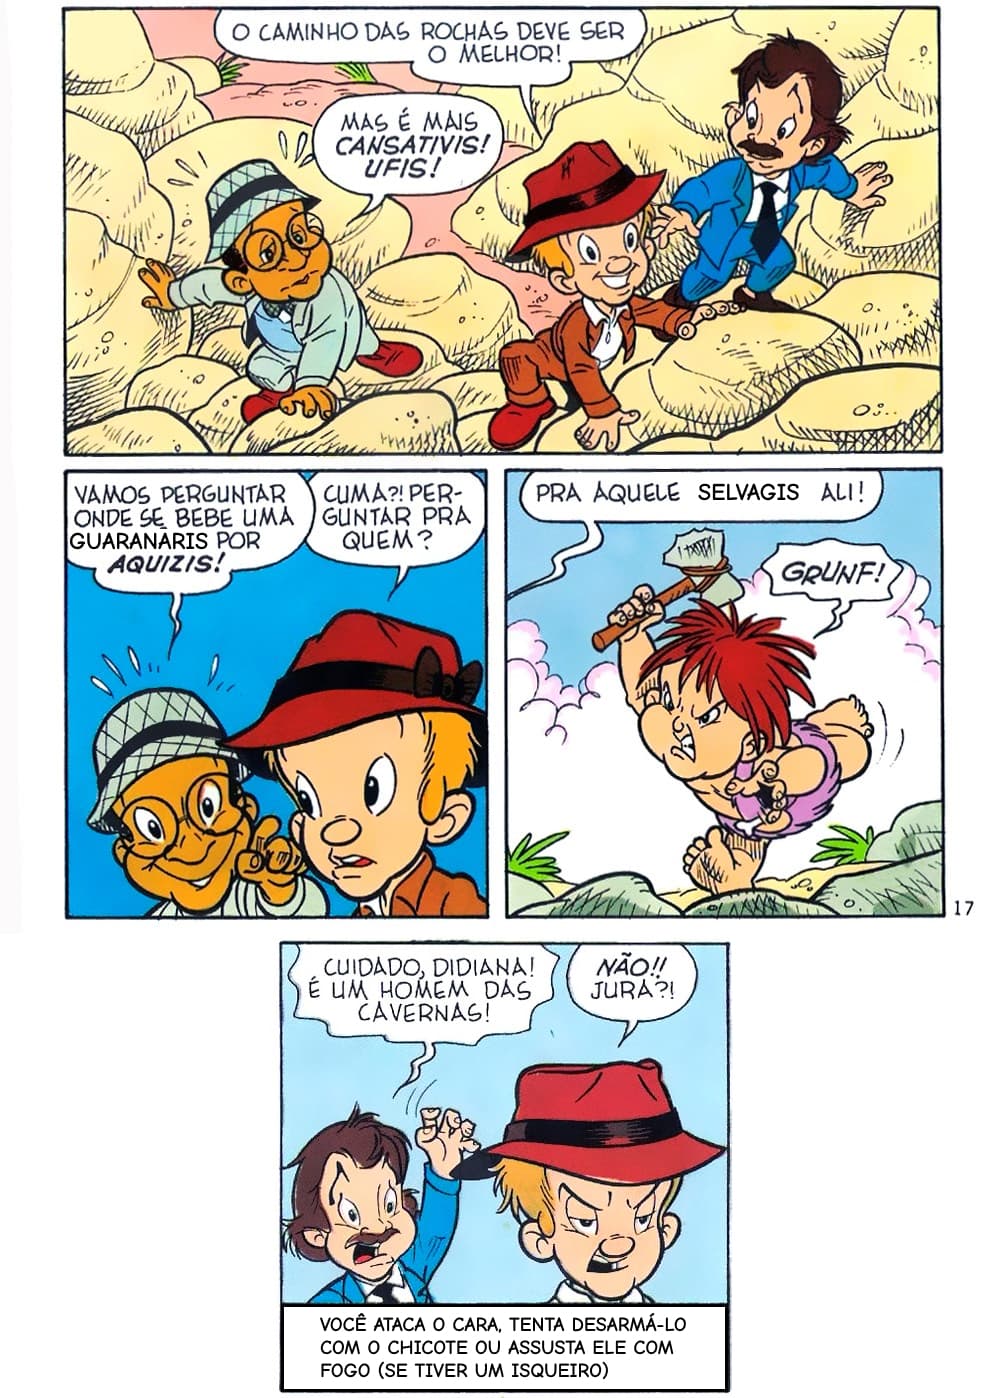 O CAMINHO DAS ROCHAS DEVE SER
O MELHOR!
MAS É MAIS
CANSATIVIS!
UFIS!
VAMOS PERGUNTAR
ONDE SE BEBE UMA
GUARANÁRIS POR
AQUIZIS!
CUMA?! PER-
GUNTAR PRA
QUEM?
PRA AQUELE SELVAGIS ALI!
GRUNF!
17
CUIDADO, DIDIANA!
É UM HOMEM DAS
CAVERNAS!
NÃO!!
JURA?!
VOCÊ ATACA O CARA, TENTA DESARMÁ-LO
COM O CHICOTE OU ASSUSTA ELE COM
FOGO (SE TIVER UM ISQUEIRO)